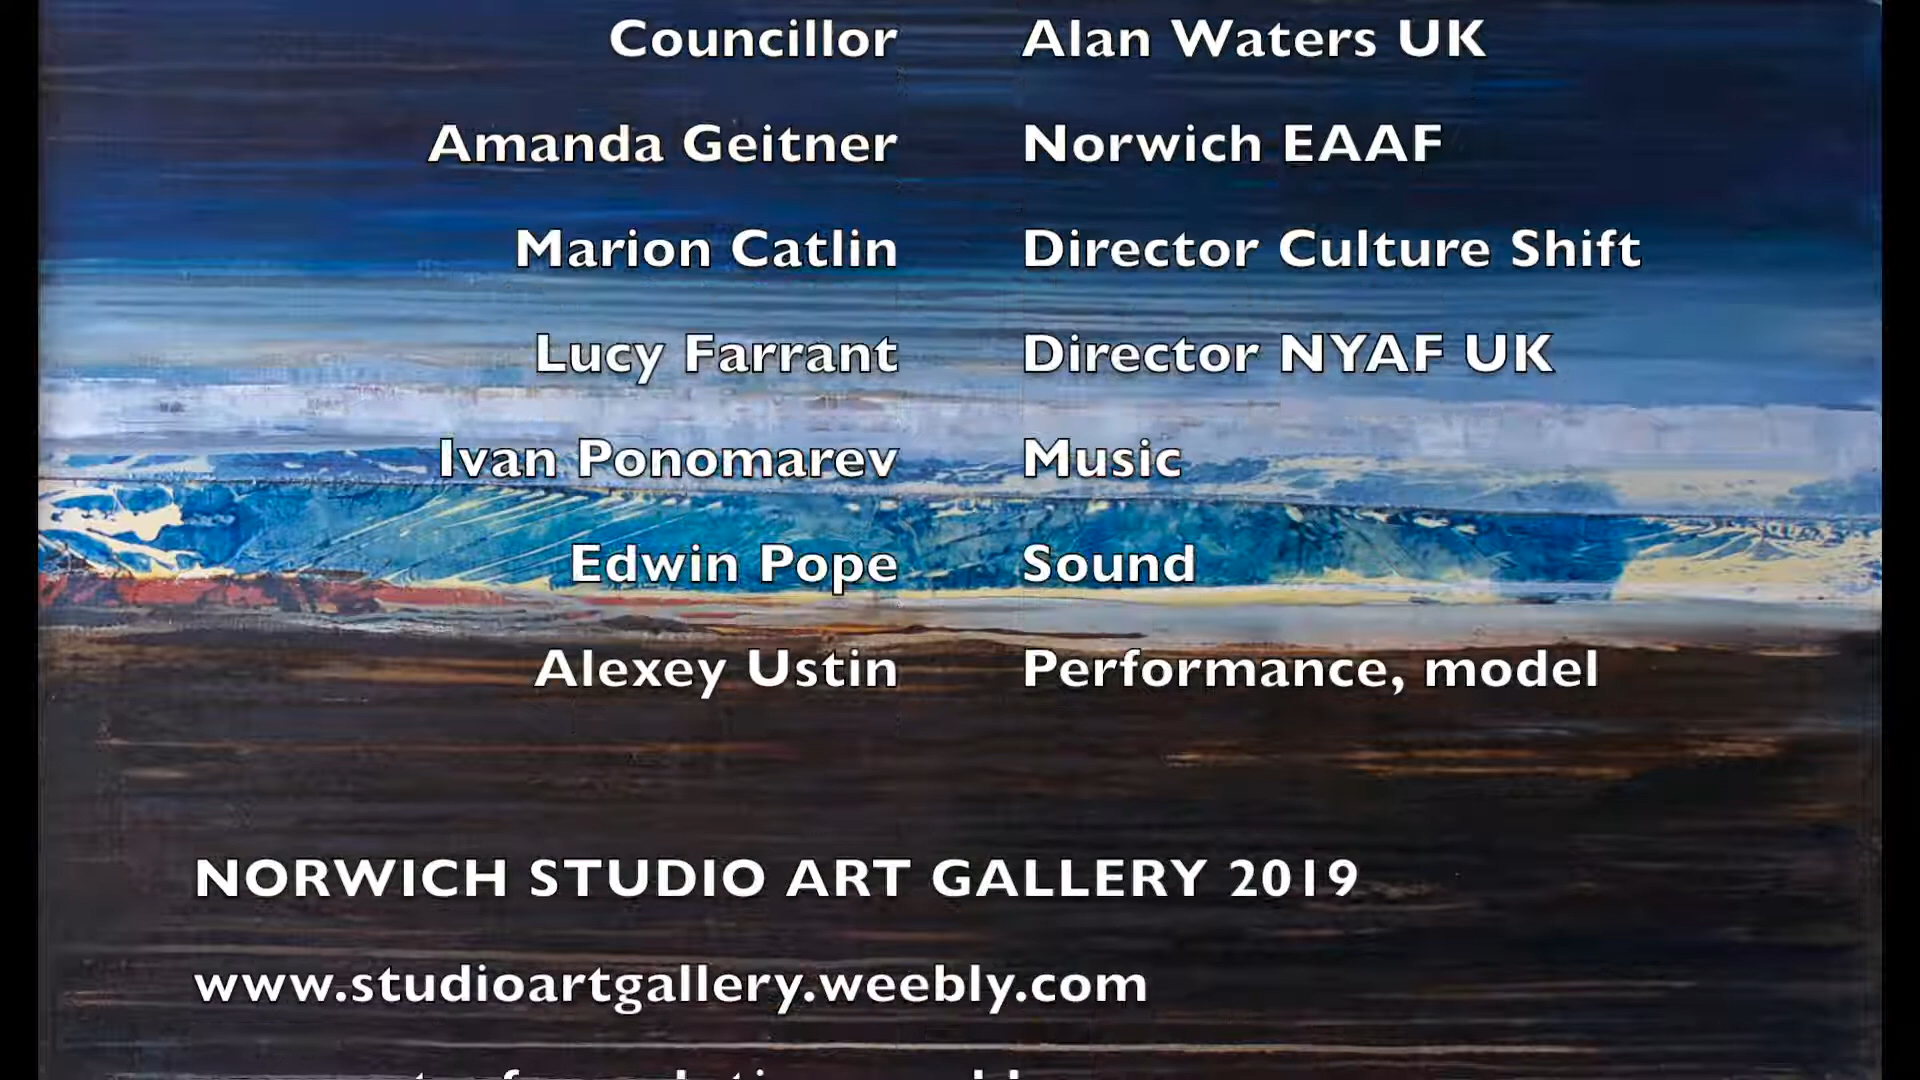 Councillor Alan Waters UK
Amanda Geitner Norwich EAAF
Marion Catlin Director Culture Shift
Lucy Farrant Director NYAF UK
Ivan Ponomarev Music
Edwin Pope Sound
Alexey Ustin Performance, model
NORWICH STUDIO ART GALLERY 2019
www.studioartgallery.weebly.com